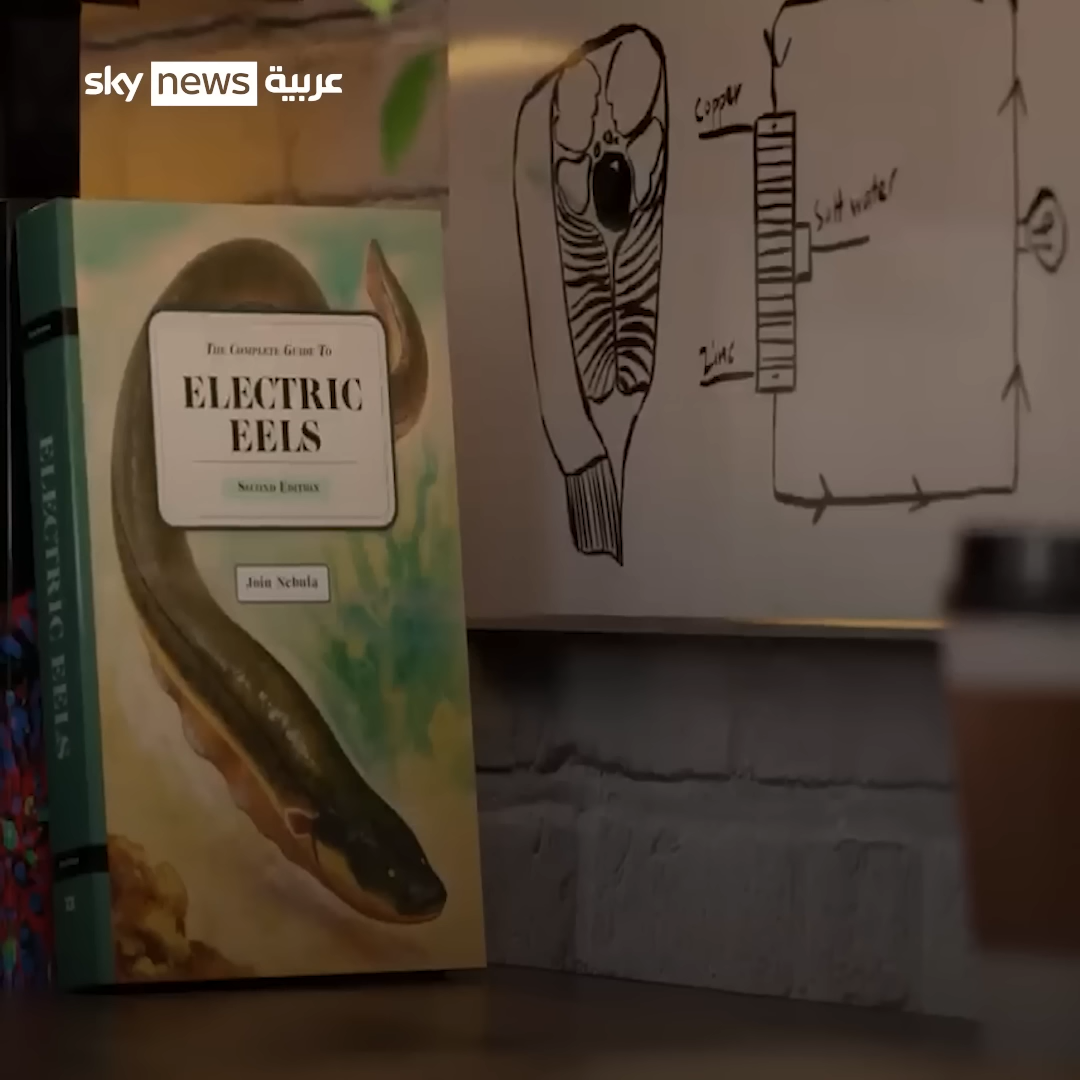 sky news عربية
THE COMPLETE GUIDE TO
ELECTRIC
EELS
SECOND EDITION
Join Nebula
ELECTRIC EELS
Copper
Salt water
Zinc